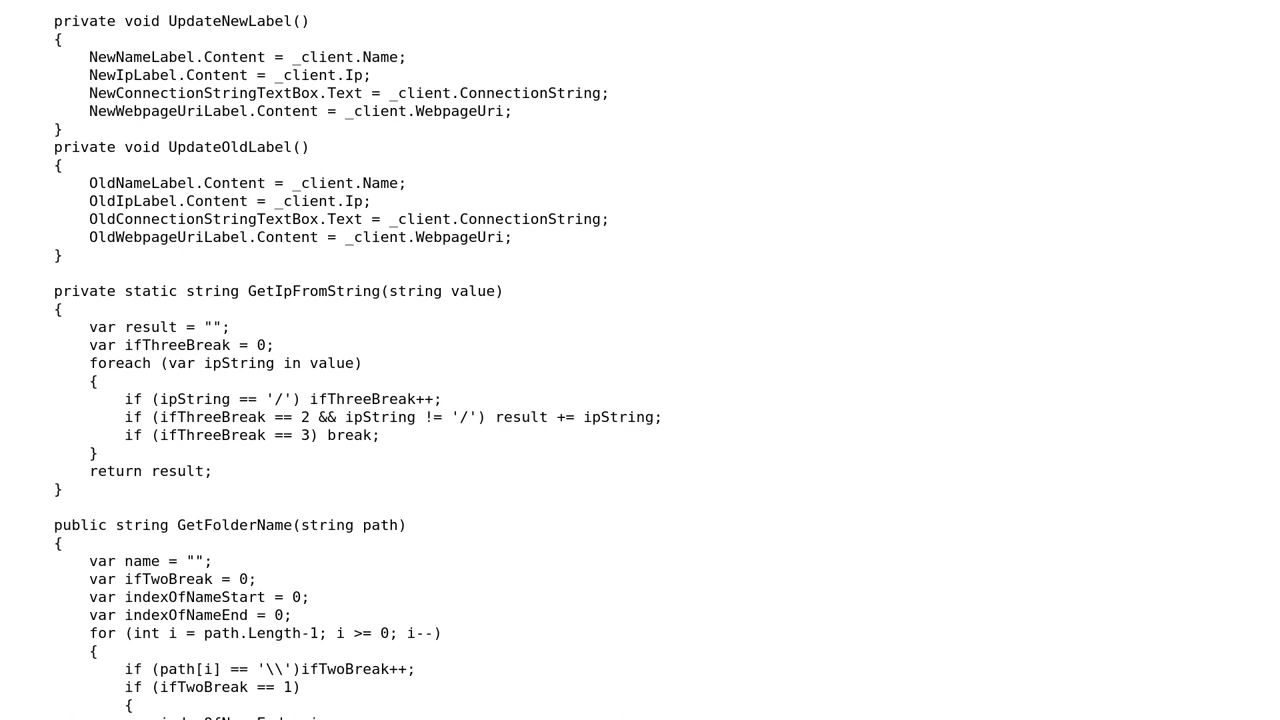 private void UpdateNewLabel()
{
NewNameLabel.Content = _client.Name;
NewIpLabel.Content = _client.Ip;
NewConnectionStringTextBox.Text = _client.ConnectionString;
NewWebpageUriLabel.Content = _client.WebpageUri;
}
private void UpdateOldLabel()
{
OldNameLabel.Content = _client.Name;
OldIpLabel.Content = _client.Ip;
OldConnectionStringTextBox.Text = _client.ConnectionString;
OldWebpageUriLabel.Content = _client.WebpageUri;
}
private static string GetIpFromString(string value)
{
var result = "";
var ifThreeBreak = 0;
foreach (var ipString in value)
{
if (ipString == '/') ifThreeBreak++;
if (ifThreeBreak == 2 && ipString != '/') result += ipString;
if (ifThreeBreak == 3) break;
}
return result;
}
public string GetFolderName(string path)
{
var name = "";
var ifTwoBreak = 0;
var indexOfNameStart = 0;
var indexOfNameEnd = 0;
for (int i = path.Length-1; i >= 0; i--)
{
if (path[i] == '\\')ifTwoBreak++;
if (ifTwoBreak == 1)
{